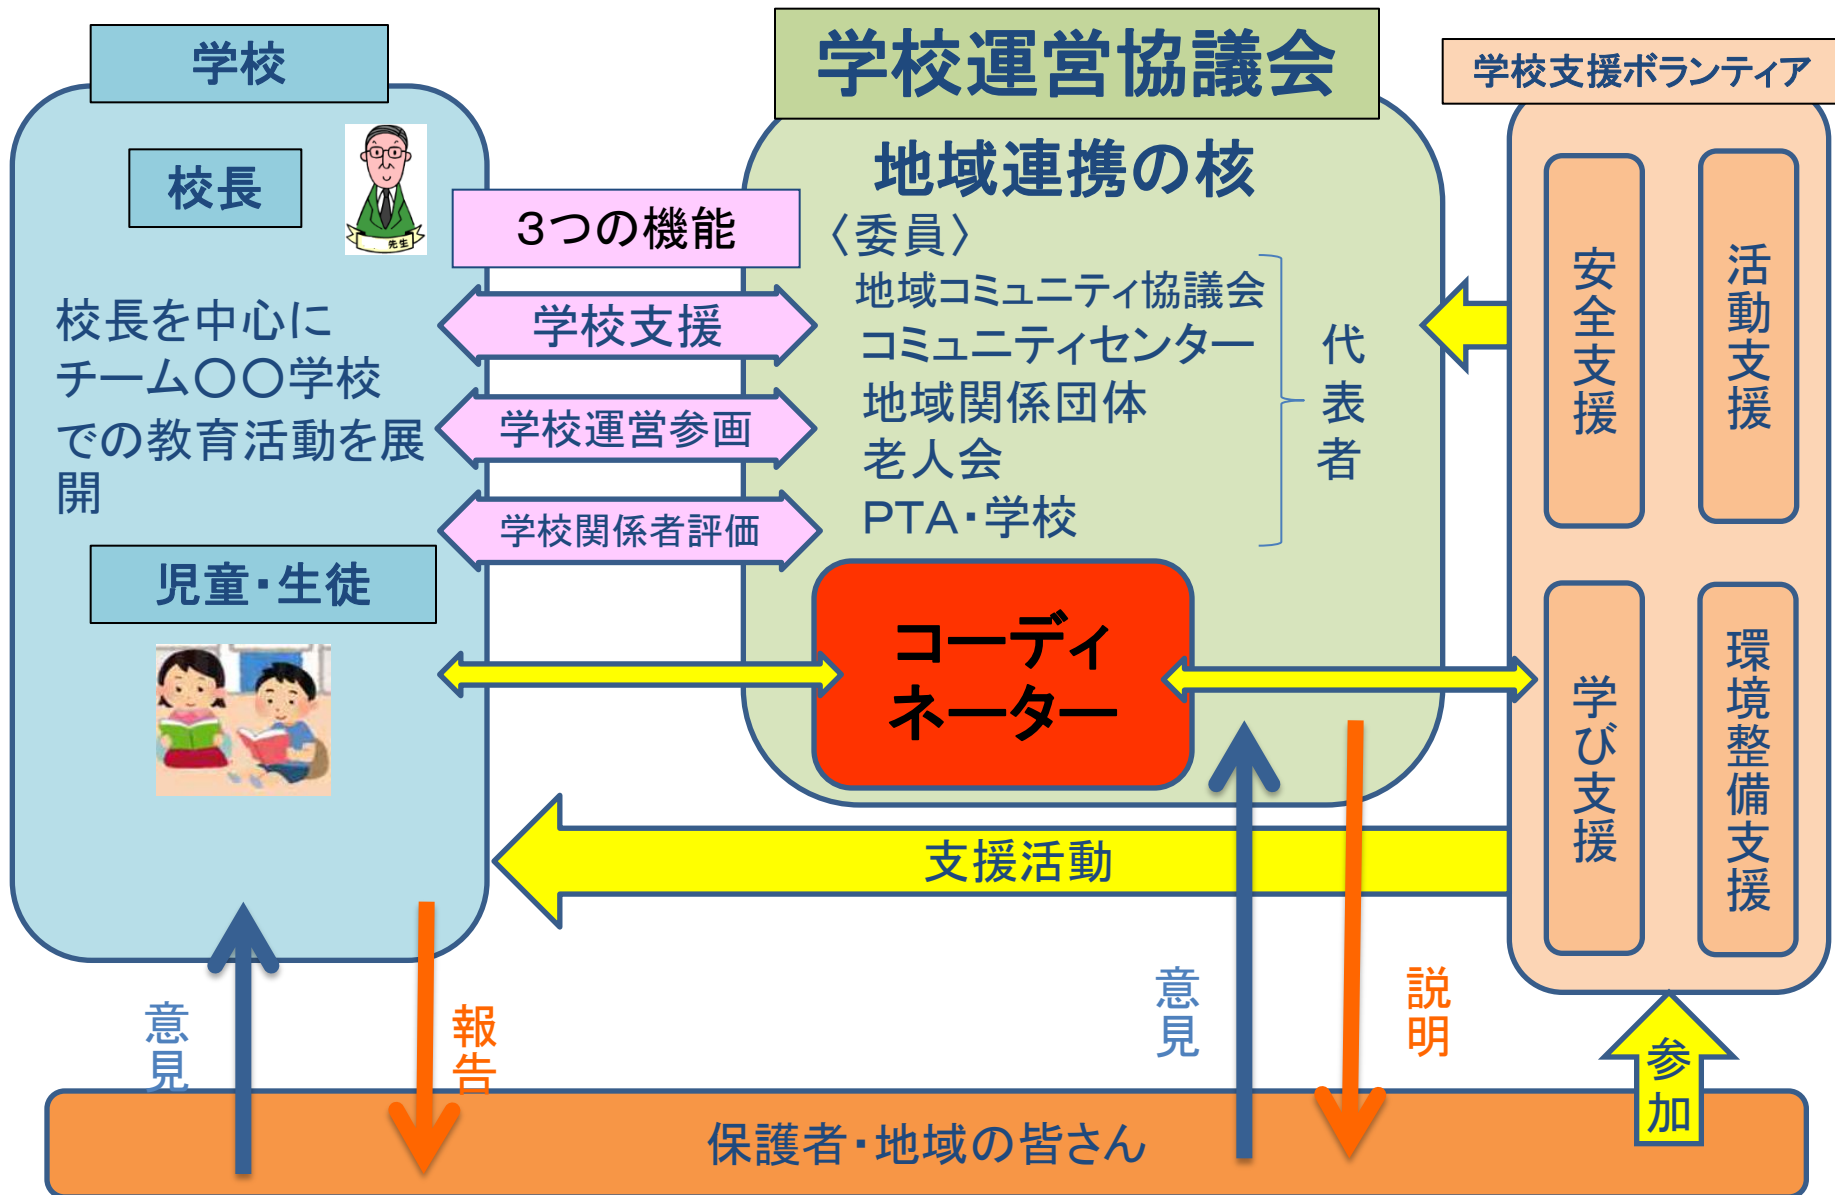 学校
校長
先生
校長を中心に
チーム〇〇学校
での教育活動を展
開
児童・生徒
3つの機能
学校支援
学校運営参画
学校関係者評価
学校運営協議会
地域連携の核
〈委員〉
地域コミュニティ協議会
コミュニティセンター
地域関係団体
老人会
PTA・学校
代表者
コーディ
ネーター
学校支援ボランティア
安全支援
活動支援
学び支援
環境整備支援
支援活動
意見
報告
意見
説明
参加
保護者・地域の皆さん